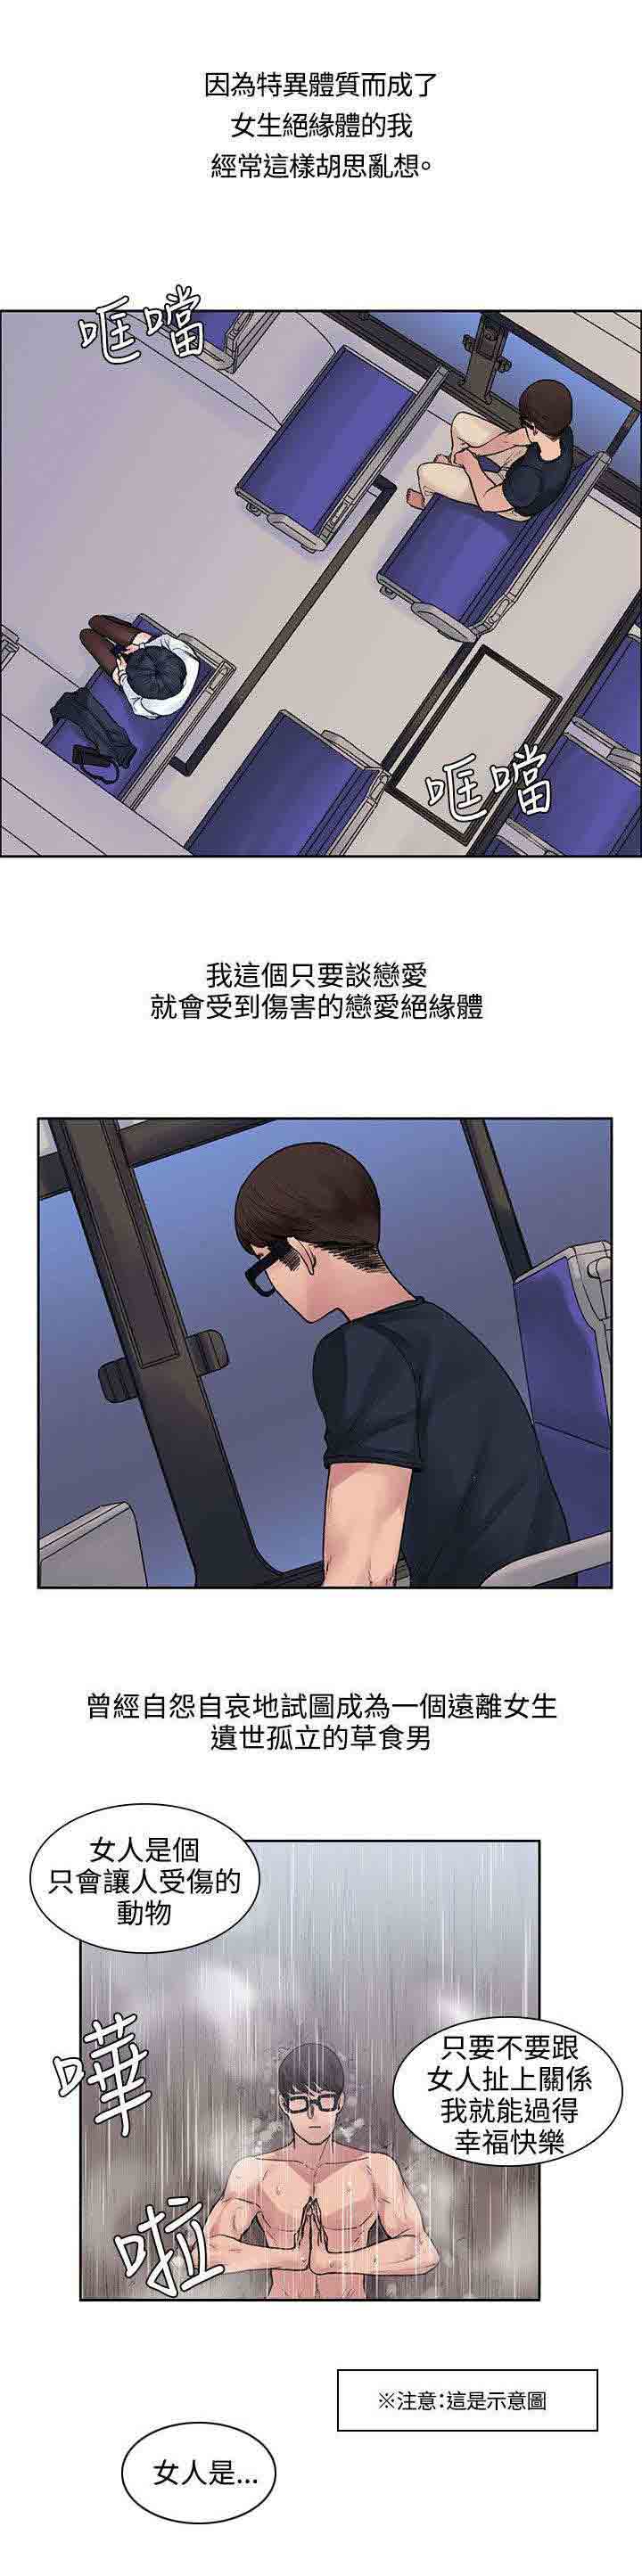 因為特異體質而成了
女生絕緣體的我
經常這樣胡思亂想。
哐噹
哐噹
我這個只要談戀愛
就會受到傷害的戀愛絕緣體
曾經自怨自哀地試圖成為一個遠離女生
遺世孤立的草食男
女人是個
只會讓人受傷的
動物
嘩
只要不要跟
女人扯上關係
我就能過得
幸福快樂
啦
※注意:這是示意圖
女人是...